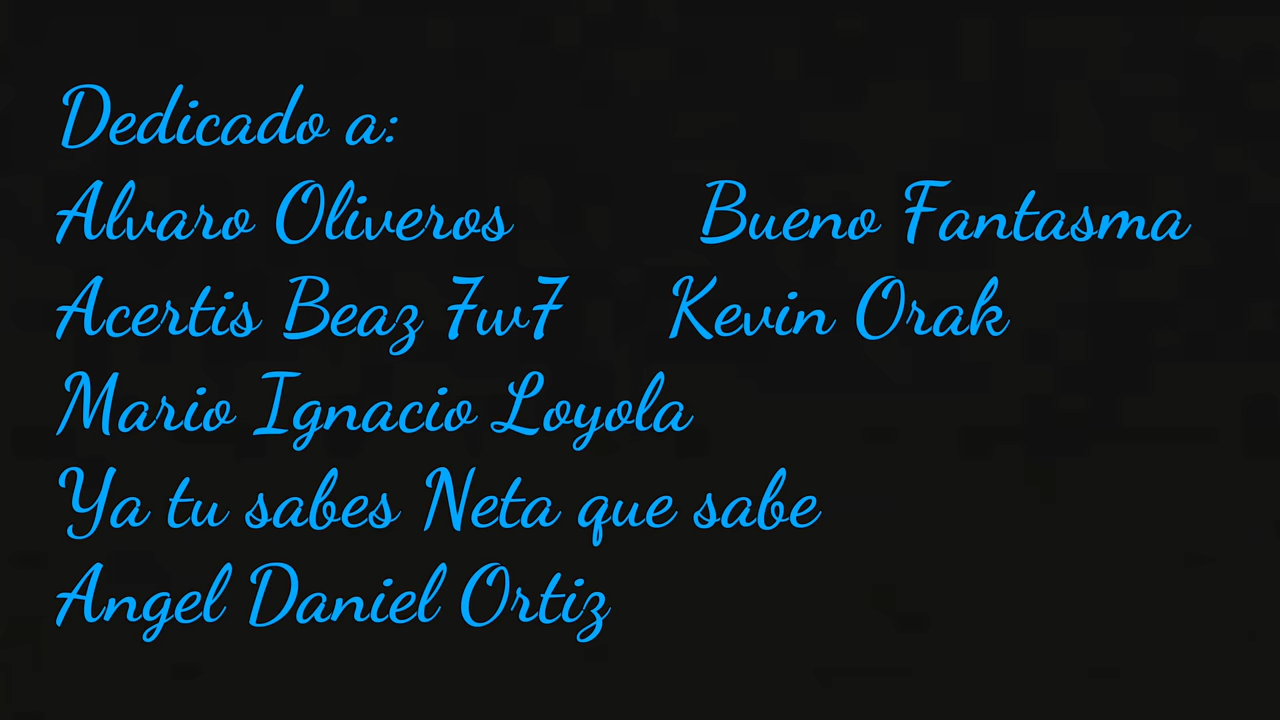 Dedicado a:
Alvaro Oliveros Bueno Fantasma
Acertis Beaz 7w7 Kevin Orak
Mario Ignacio Loyola
Ya tu sabes Neta que sabe
Angel Daniel Ortiz